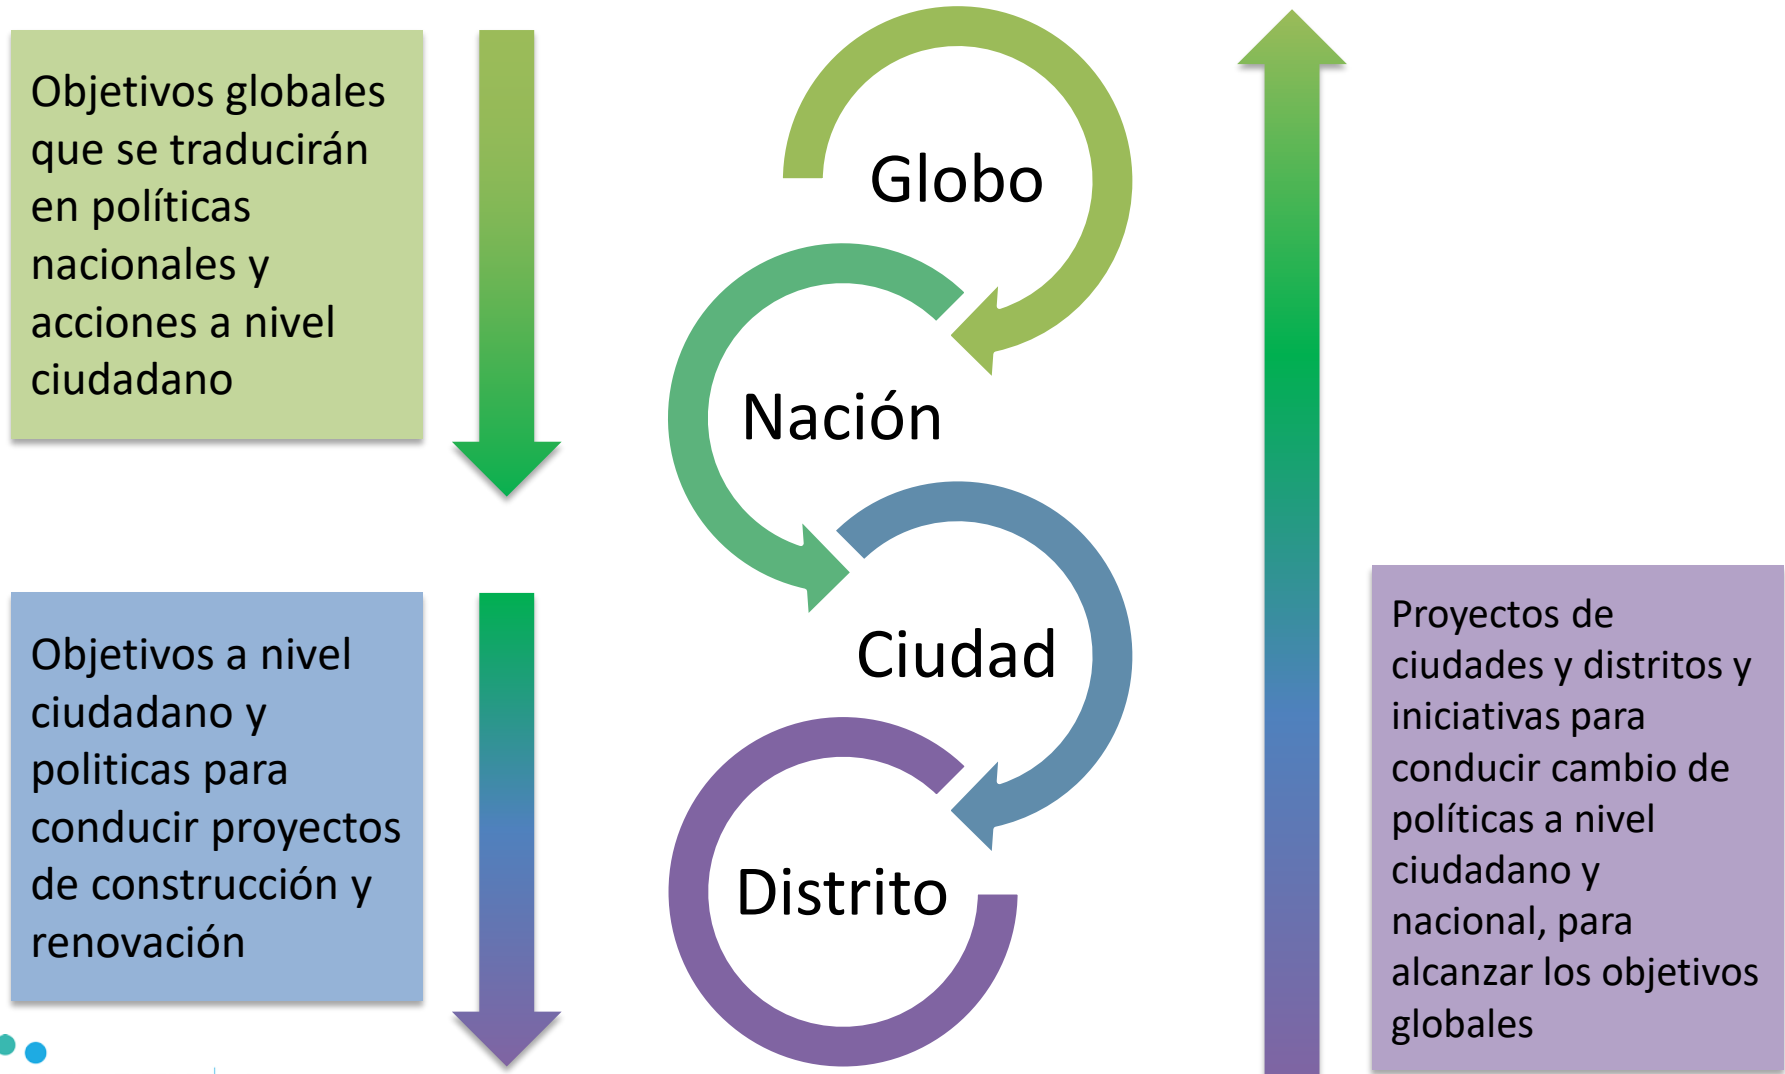 Objetivos globales
que se traducirán
en políticas
nacionales y
acciones a nivel
ciudadano
Objetivos a nivel
ciudadano y
politicas para
conducir proyectos
de construcción y
renovación
Globo
Nación
Ciudad
Distrito
Proyectos de
ciudades y distritos y
iniciativas para
conducir cambio de
políticas a nivel
ciudadano y
nacional, para
alcanzar los objetivos
globales